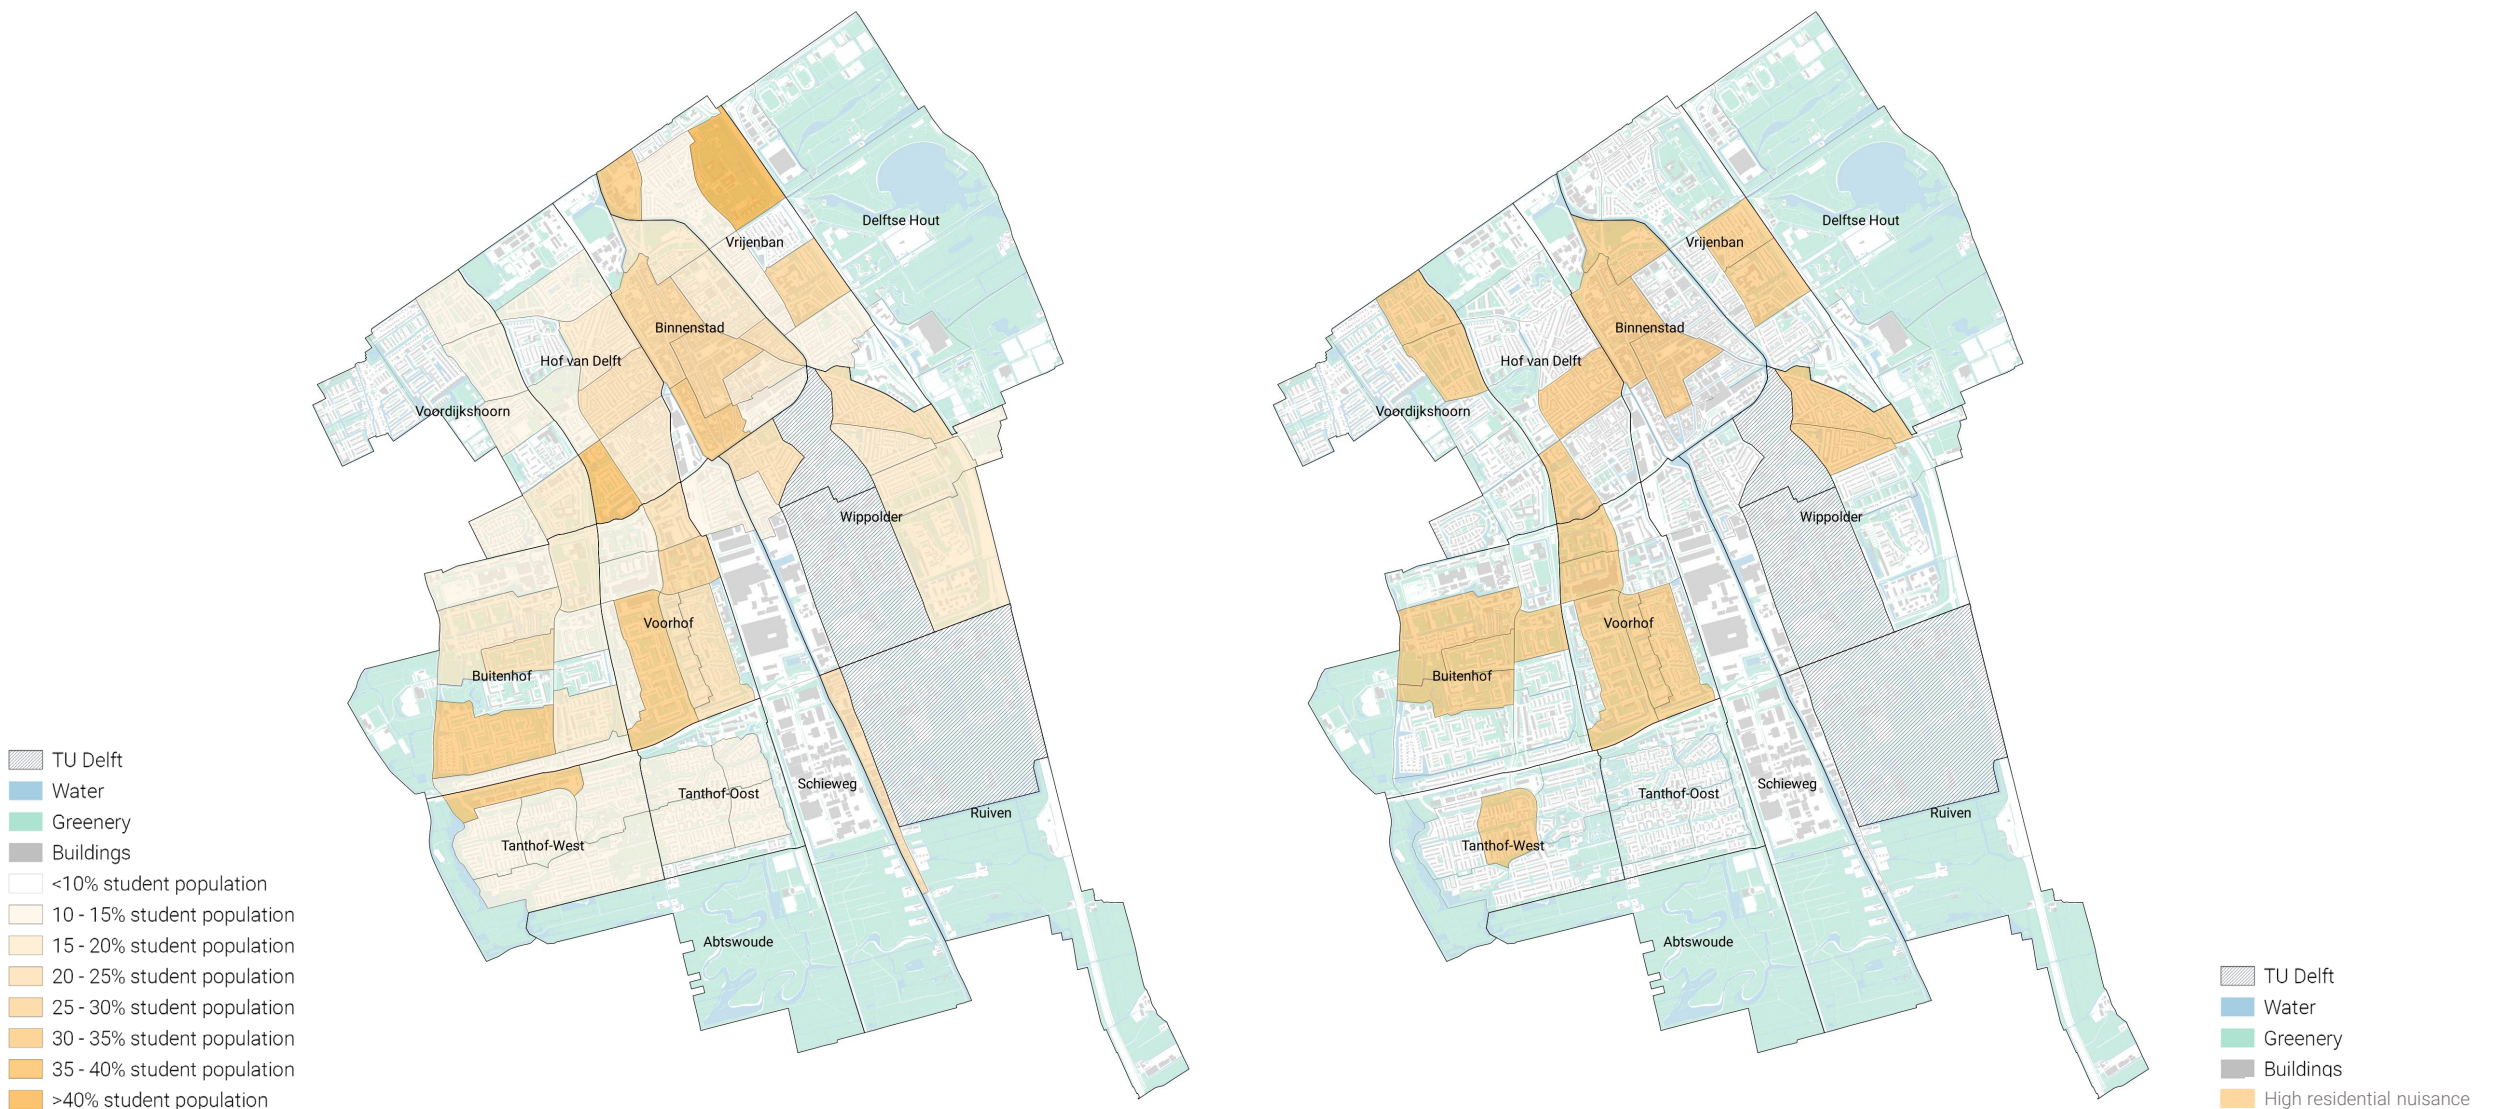 Delftse Hout
Vrijenban
Binnenstad
Hof van Delft
Voordijkshoorn
Wippolder
Voorhof
Buitenhof
Schieweg
Tanthof-Oost
Ruiven
Tanthof-West
Abtswoude
TU Delft
Water
Greenery
Buildings
<10% student population
10 - 15% student population
15 - 20% student population
20 - 25% student population
25 - 30% student population
30 - 35% student population
35 - 40% student population
>40% student population
Delftse Hout
Vrijenban
Binnenstad
Hof van Delft
Voordijkshoorn
Wippolder
Voorhof
Buitenhof
Schieweg
Tanthof-Oost
Ruiven
Tanthof-West
Abtswoude
TU Delft
Water
Greenery
Buildings
High residential nuisance